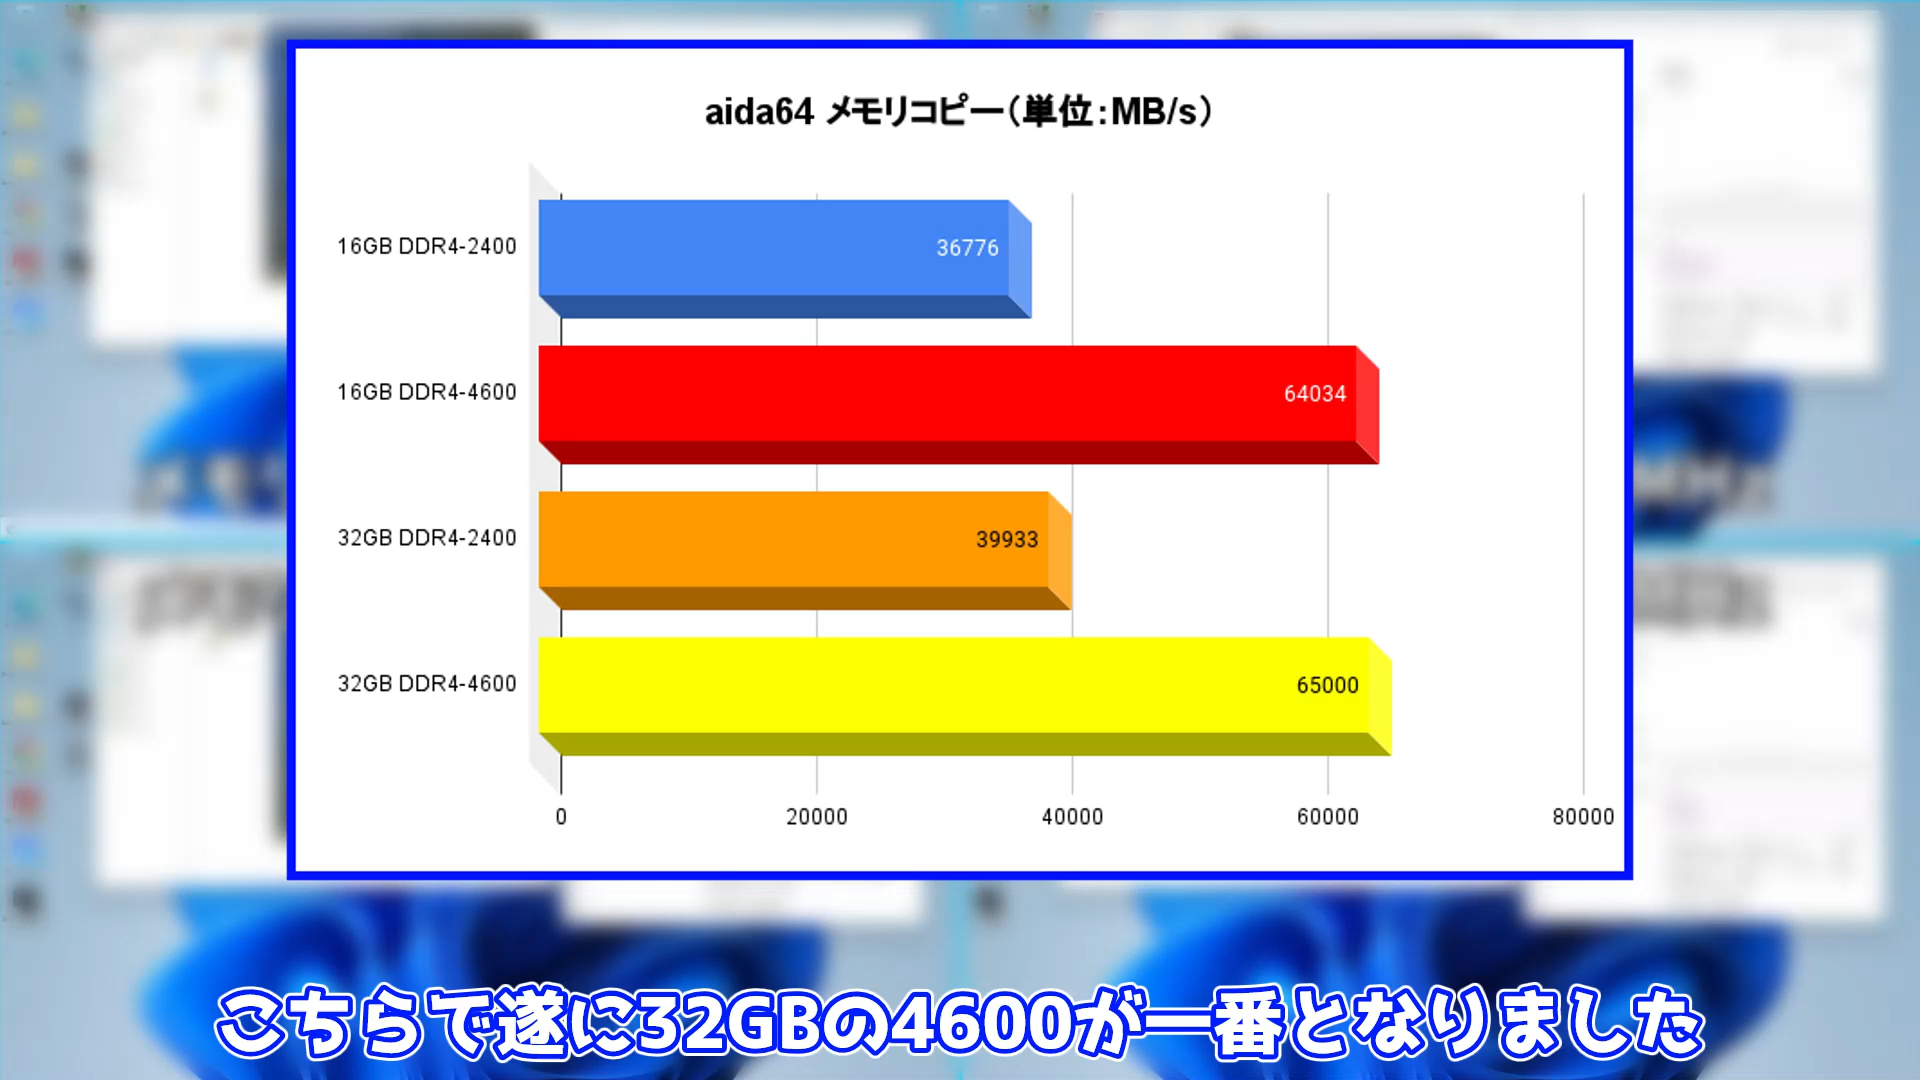 aida64 メモリコピー（単位：MB/s）
16GB DDR4-2400
36776
16GB DDR4-4600
64034
32GB DDR4-2400
39933
32GB DDR4-4600
65000
0 20000 40000 60000 80000
こちらで遂に32GBの4600が一番となりました